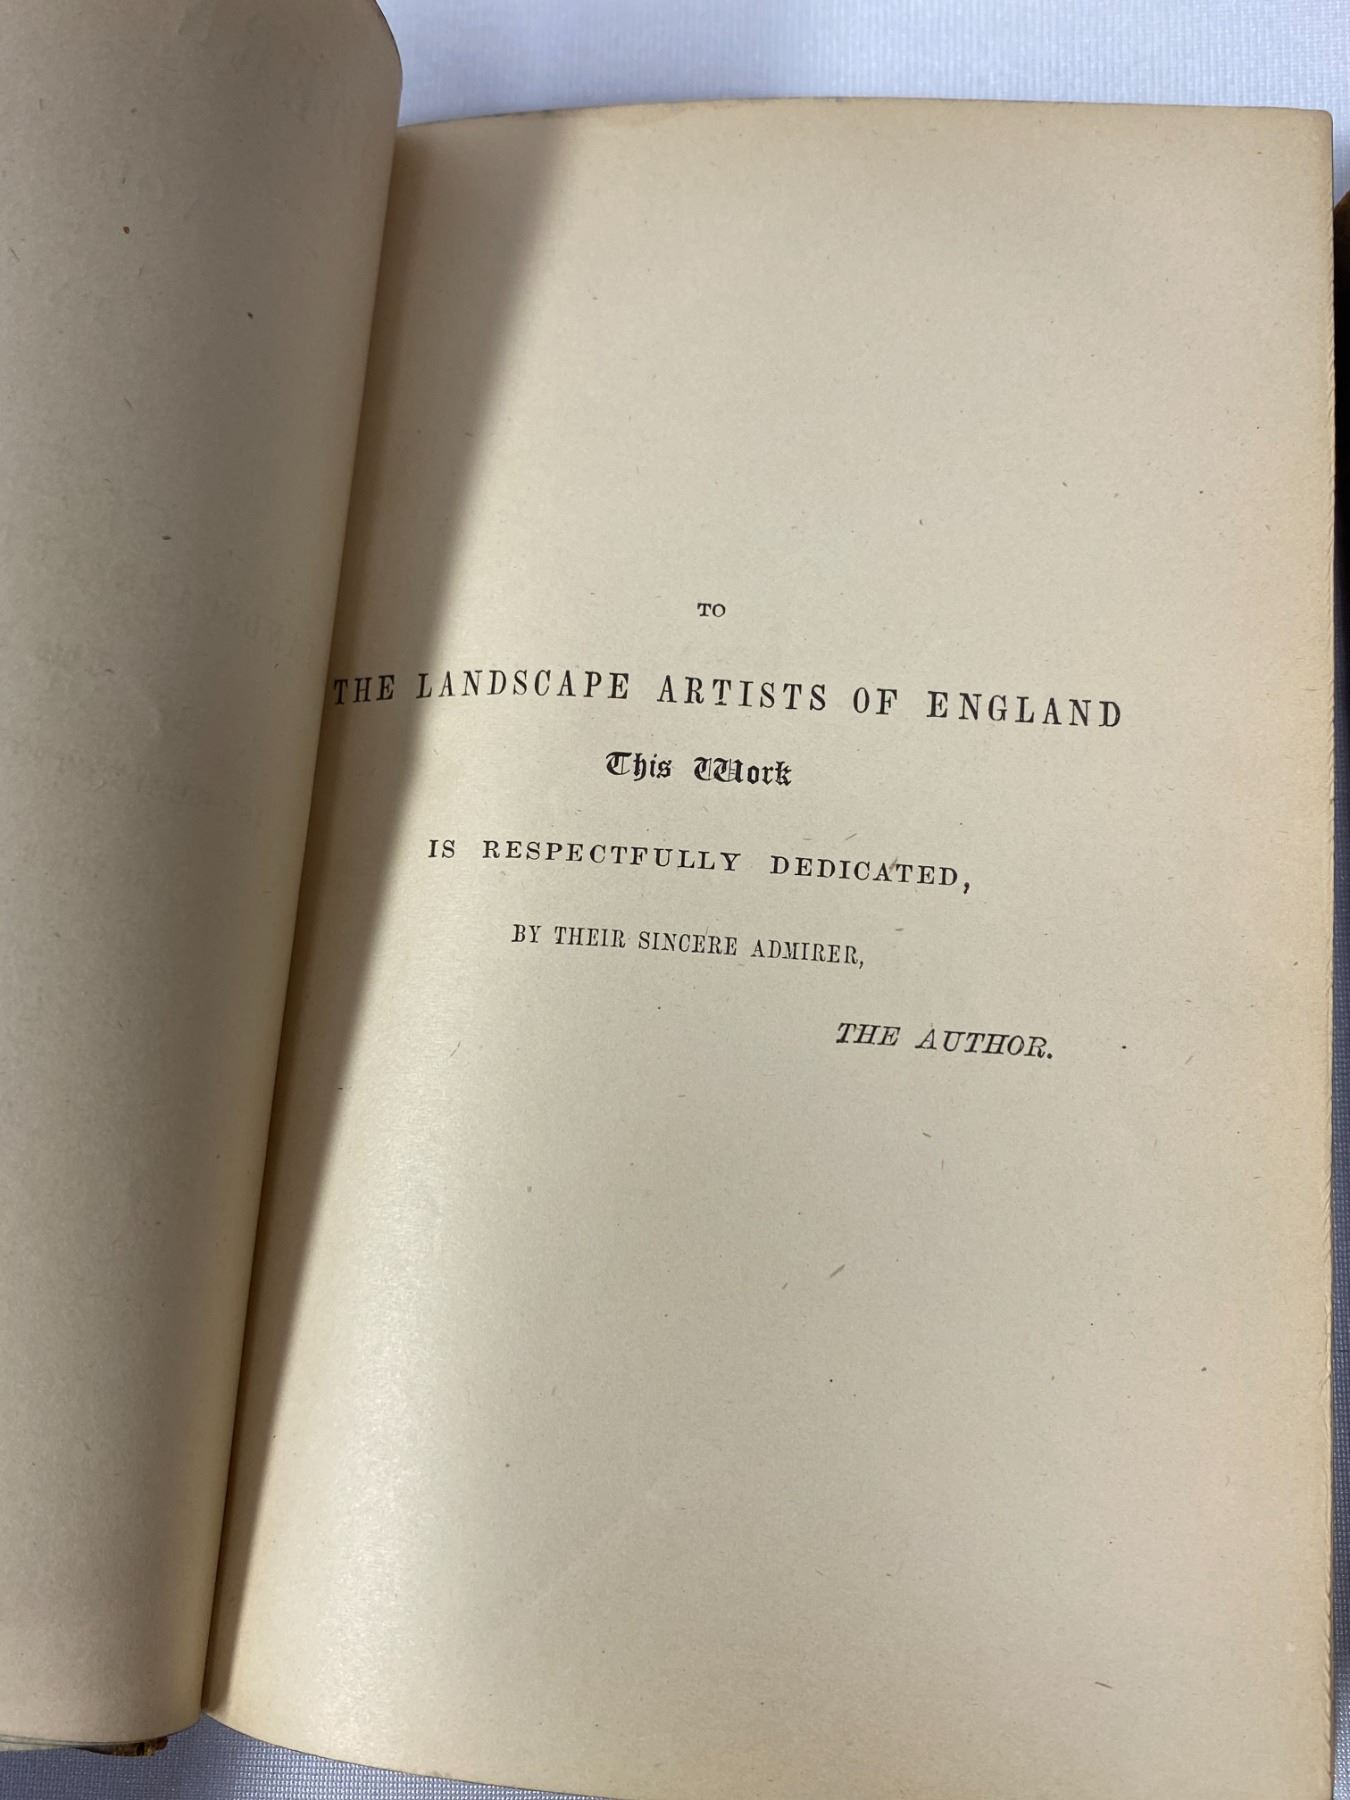 TO
THE LANDSCAPE ARTISTS OF ENGLAND
This Work
IS RESPECTFULLY DEDICATED,
BY THEIR SINCERE ADMIRER,
THE AUTHOR.